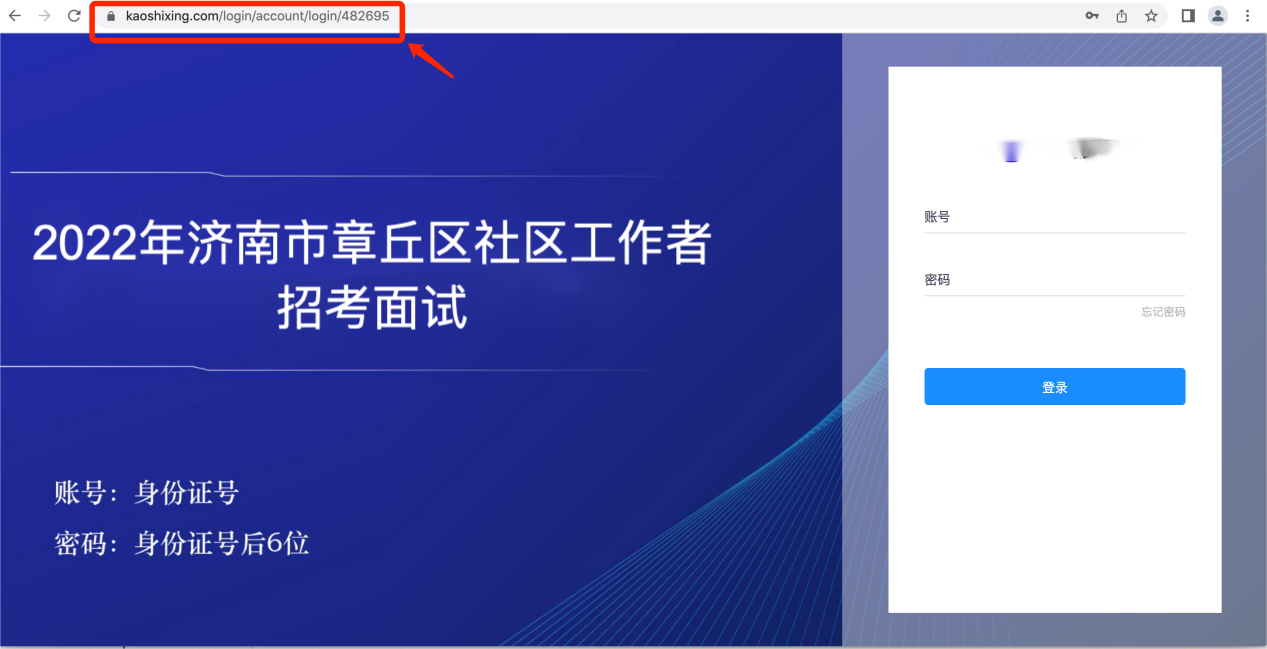 kaoshixing.com/login/account/login/482695
2022年济南市章丘区社区工作者
招考面试
账号：身份证号
密码：身份证号后6位
账号
密码
忘记密码
登录